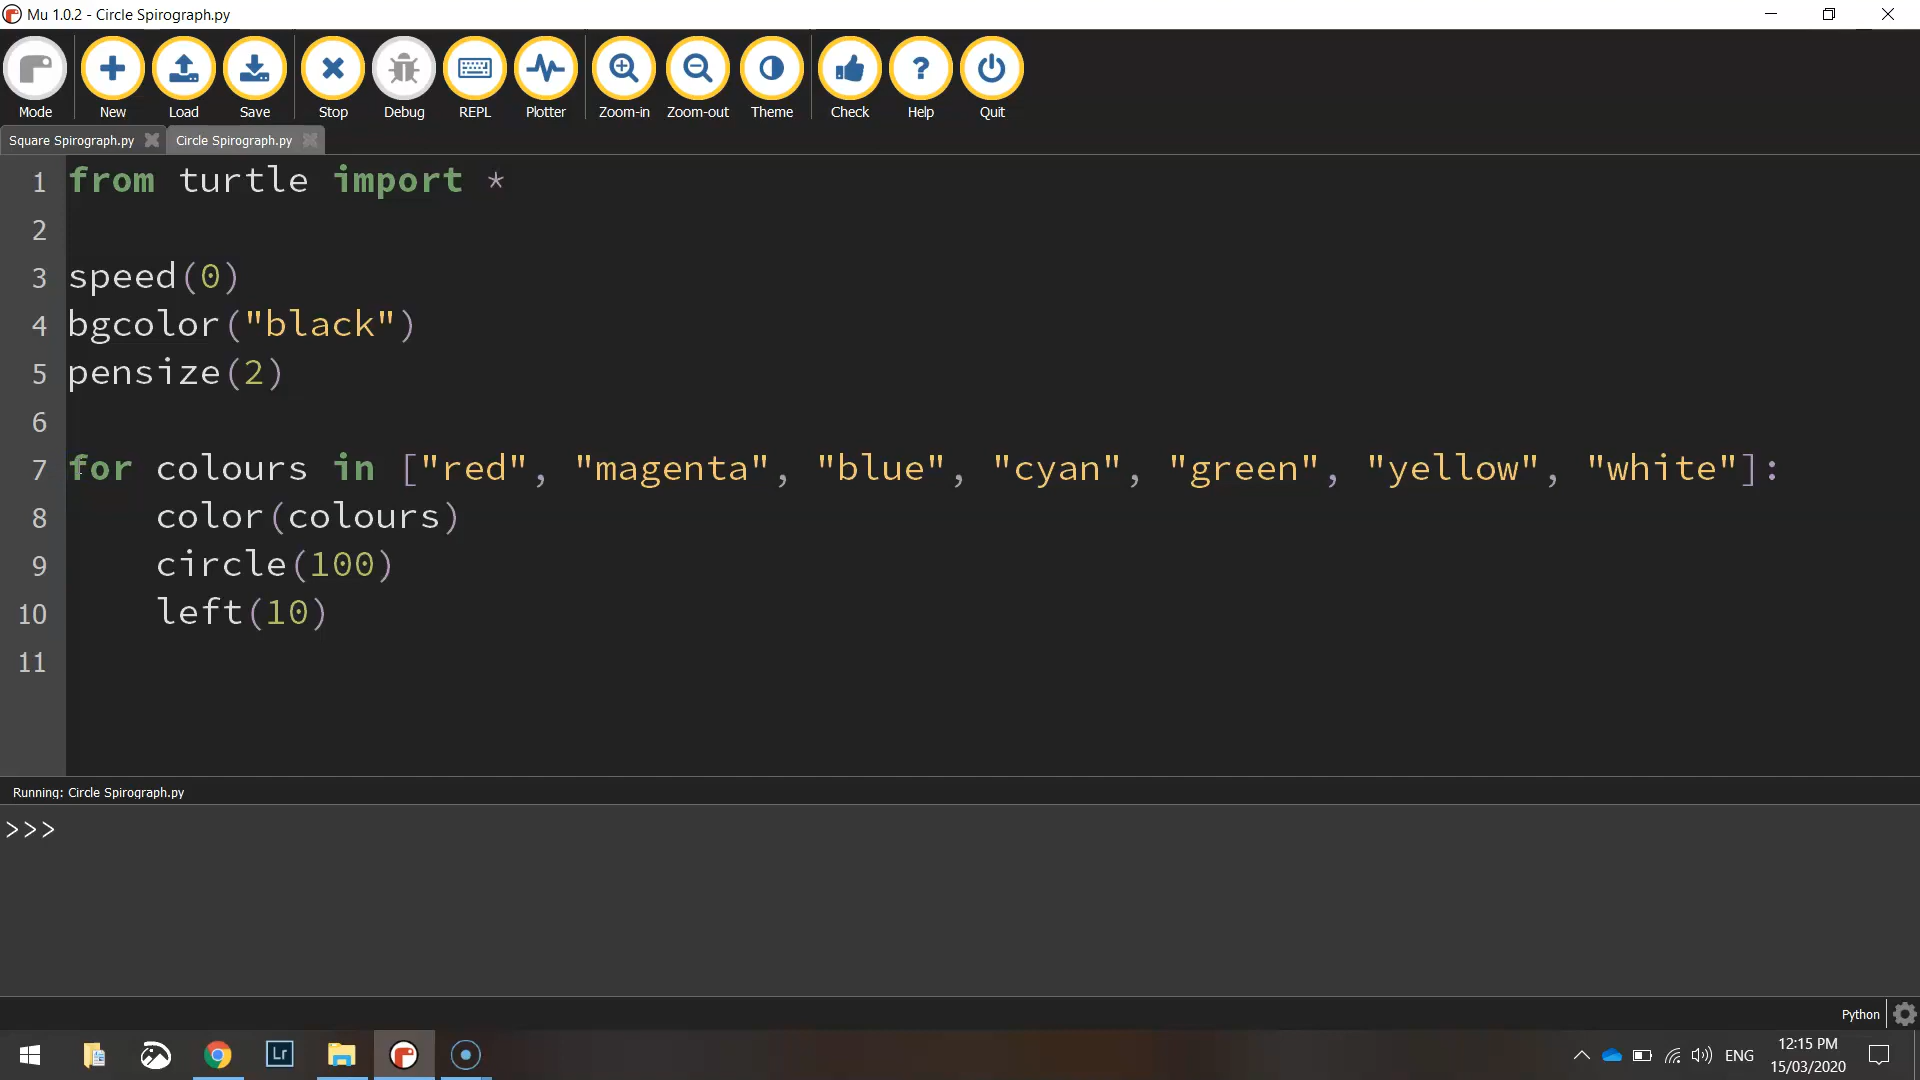 Mu 1.0.2 - Circle Spirograph.py
Mode New Load Save Stop Debug REPL Plotter Zoom-in Zoom-out Theme Check Help Quit
Square Spirograph.py Circle Spirograph.py
1 from turtle import *
2
3 speed(0)
4 bgcolor("black")
5 pensize(2)
6
7 for colours in ["red", "magenta", "blue", "cyan", "green", "yellow", "white"]:
8 color(colours)
9 circle(100)
10 left(10)
11
Running: Circle Spirograph.py
>>>
Python
Lr
ENG
12:15 PM
15/03/2020